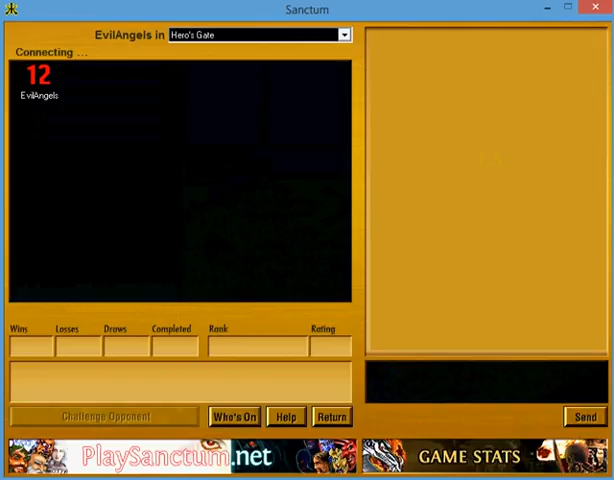 Sanctum
EvilAngels in Hero's Gate
Connecting ...
12
EvilAngels
Wins Losses Draws Completed Rank Rating
Challenge Opponent Who's On Help Return Send
PlaySanctum.net GAME STATS